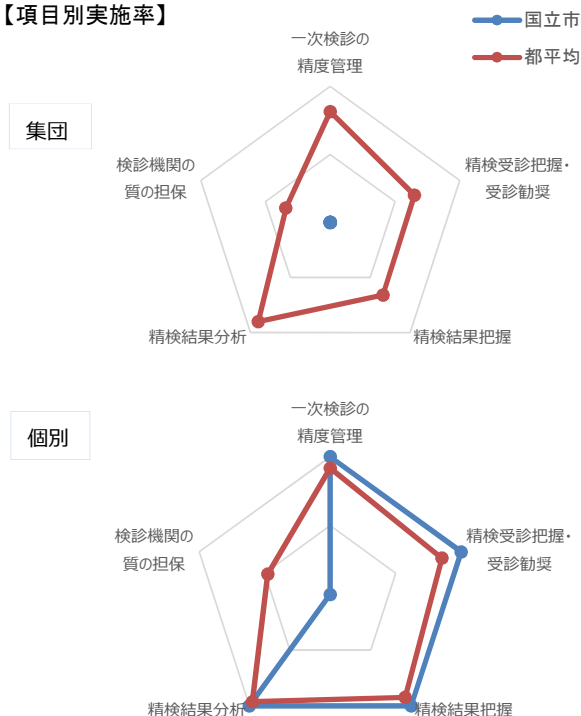 【項目別実施率】
国立市
都平均
集団
一次検診の
精度管理
精検受診把握・
受診勧奨
精検結果把握
精検結果分析
検診機関の
質の担保
個別
一次検診の
精度管理
精検受診把握・
受診勧奨
精検結果把握
精検結果分析
検診機関の
質の担保